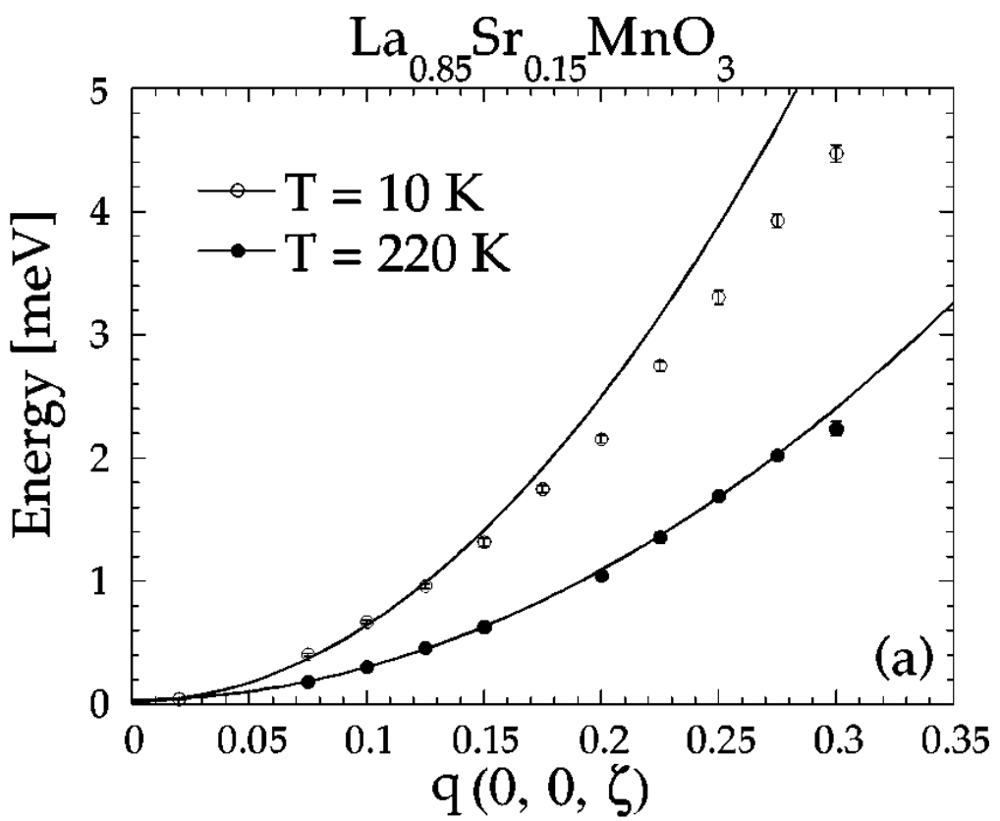 La0.85Sr0.15MnO3
5
4
3
2
1
0
Energy [meV]
T = 10 K
T = 220 K
(a)
0 0.05 0.1 0.15 0.2 0.25 0.3 0.35
q (0, 0, ζ)